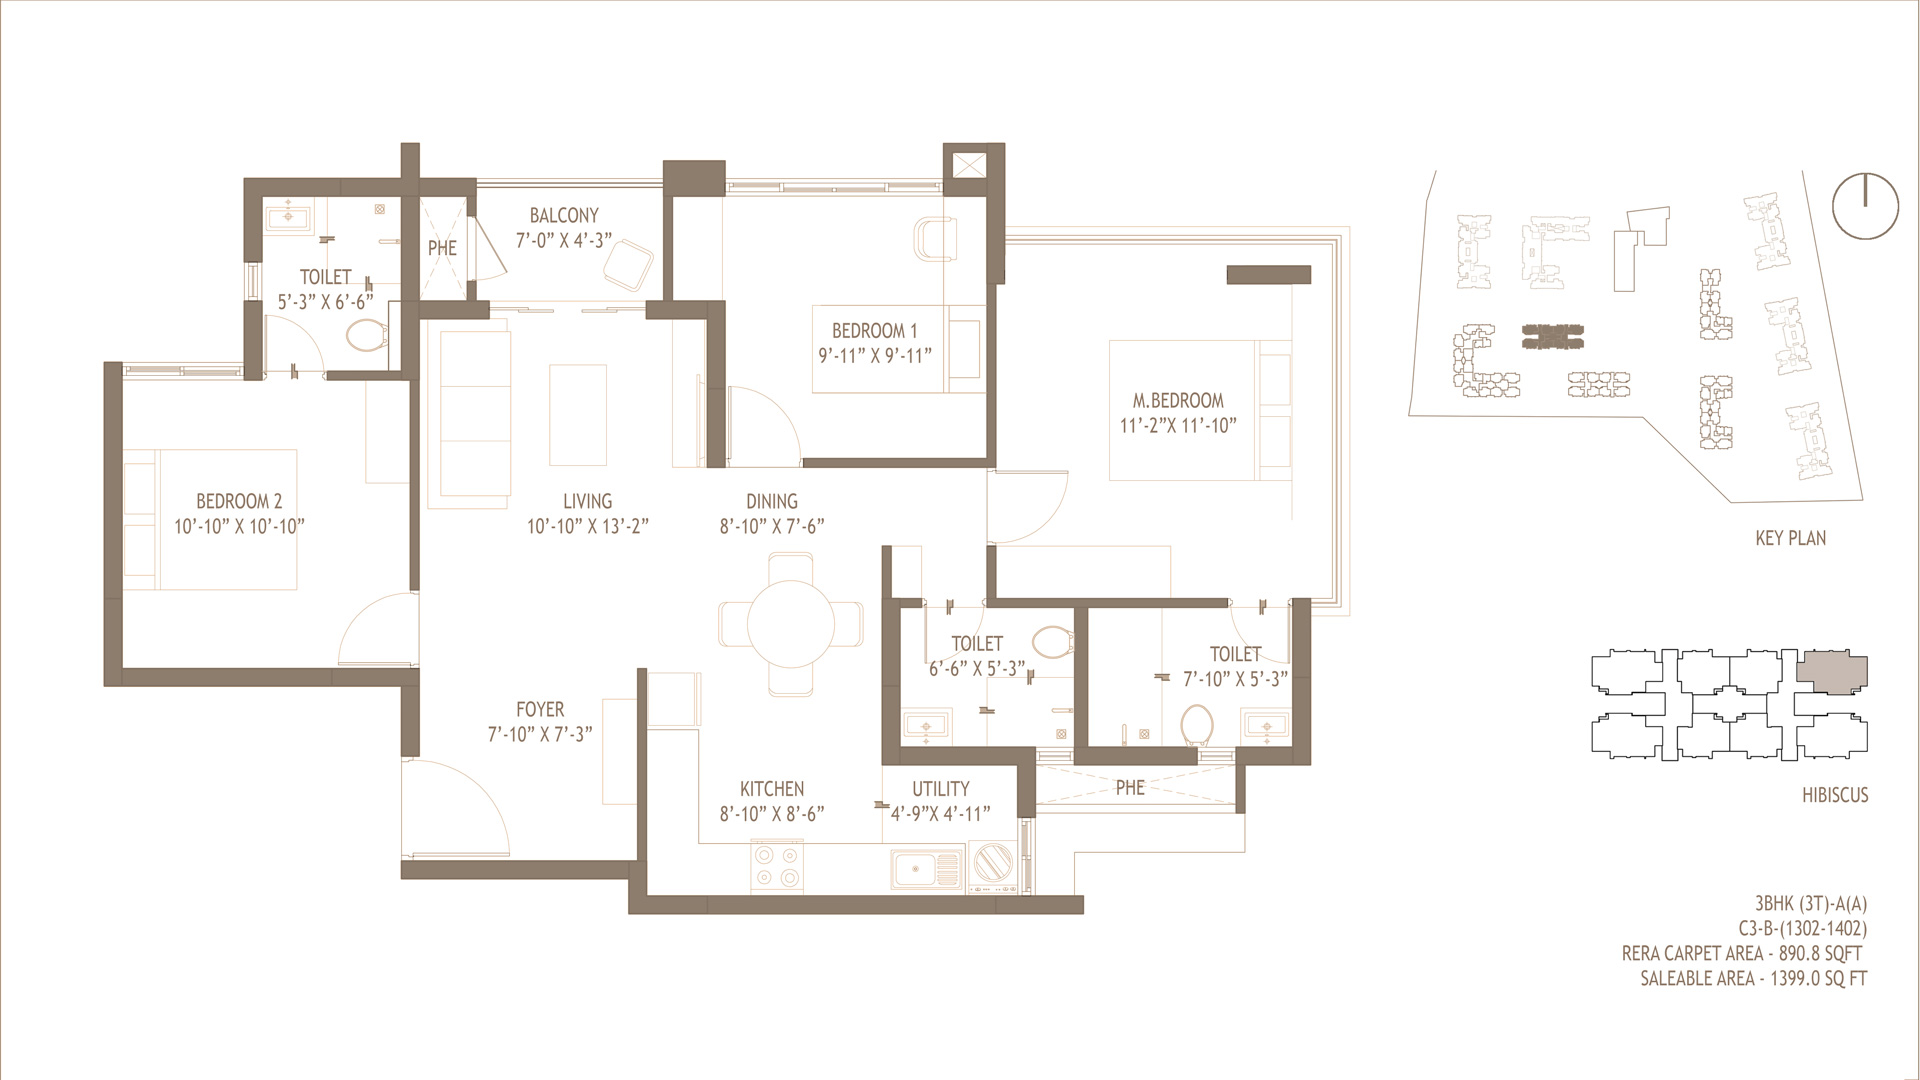 BALCONY
7’-0” X 4’-3”
PHE
TOILET
5’-3” X 6’-6”
BEDROOM 1
9’-11” X 9’-11”
M.BEDROOM
11’-2”X 11’-10”
BEDROOM 2
10’-10” X 10’-10”
LIVING
10’-10” X 13’-2”
DINING
8’-10” X 7’-6”
TOILET
6’-6” X 5’-3”
TOILET
7’-10” X 5’-3”
FOYER
7’-10” X 7’-3”
KITCHEN
8’-10” X 8’-6”
UTILITY
4’-9”X 4’-11”
PHE
KEY PLAN
HIBISCUS
3BHK (3T)-A(A)
C3-B-(1302-1402)
RERA CARPET AREA - 890.8 SQFT
SALEABLE AREA - 1399.0 SQ FT